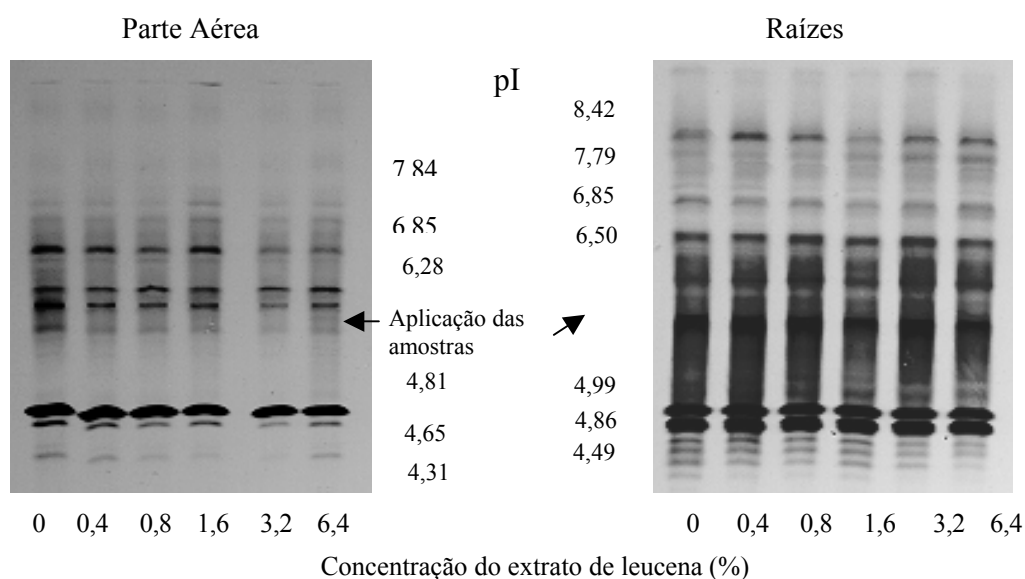 Parte Aérea
Raízes
pI
7 84
6 85
6,28
Aplicação das
amostras
4,81
4,65
4,31
8,42
7,79
6,85
6,50
4,99
4,86
4,49
0 0,4 0,8 1,6 3,2 6,4
0 0,4 0,8 1,6 3,2 6,4
Concentração do extrato de leucena (%)